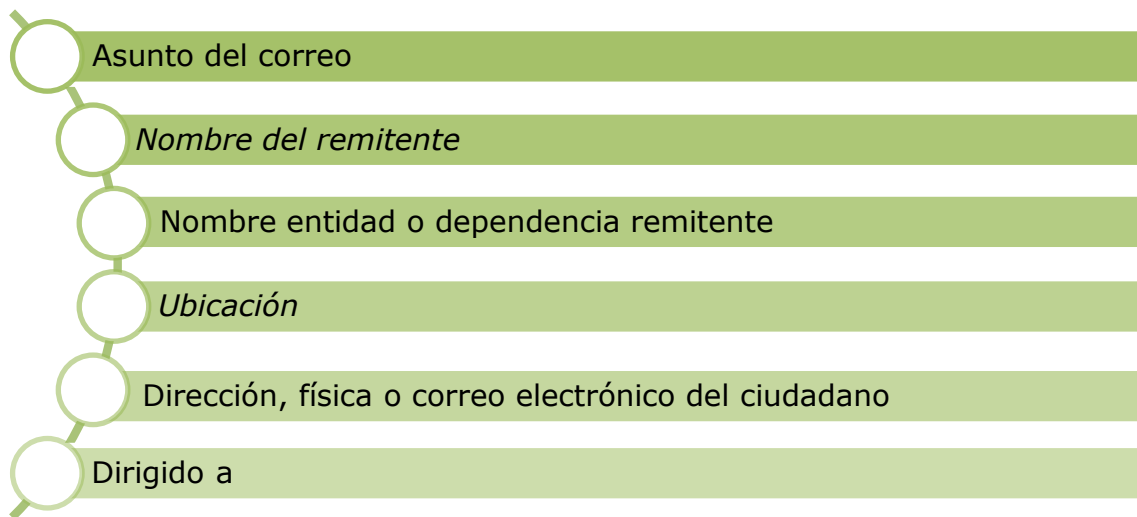 Asunto del correo
Nombre del remitente
Nombre entidad o dependencia remitente
Ubicación
Dirección, física o correo electrónico del ciudadano
Dirigido a